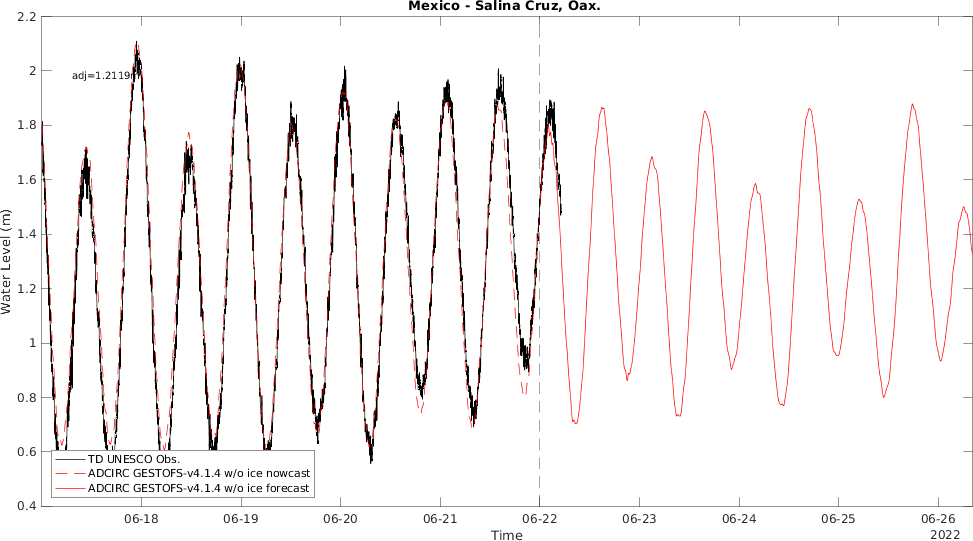 Mexico - Salina Cruz, Oax.
2.2
2
1.8
1.6
1.4
1.2
1
0.8
0.6
0.4
Water Level (m)
adj=1.2119
TD UNESCO Obs.
ADCIRC GESTOFS-v4.1.4 w/o ice nowcast
ADCIRC GESTOFS-v4.1.4 w/o ice forecast
06-18 06-19 06-20 06-21 06-22 06-23 06-24 06-25 06-26
Time
2022